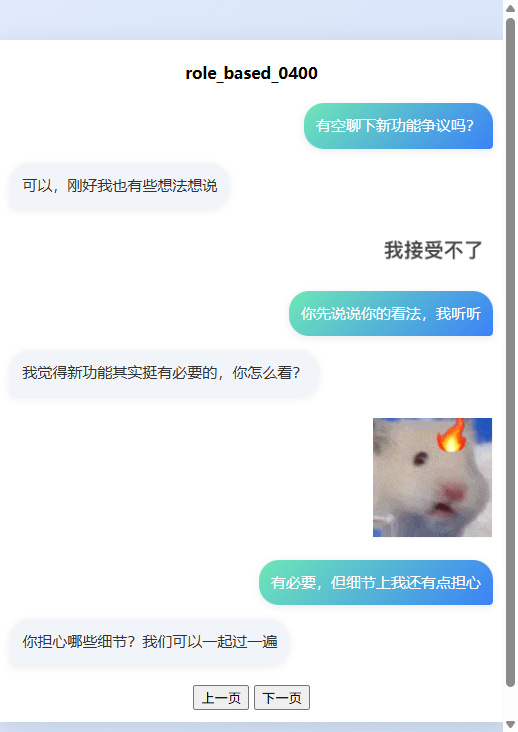 role_based_0400
有空聊下新功能争议吗？
可以，刚好我也有些想法想说
我接受不了
你先说说你的看法，我听听
我觉得新功能其实挺有必要的，你怎么看？
有必要，但细节上我还有点担心
你担心哪些细节？我们可以一起过一遍
上一页 下一页